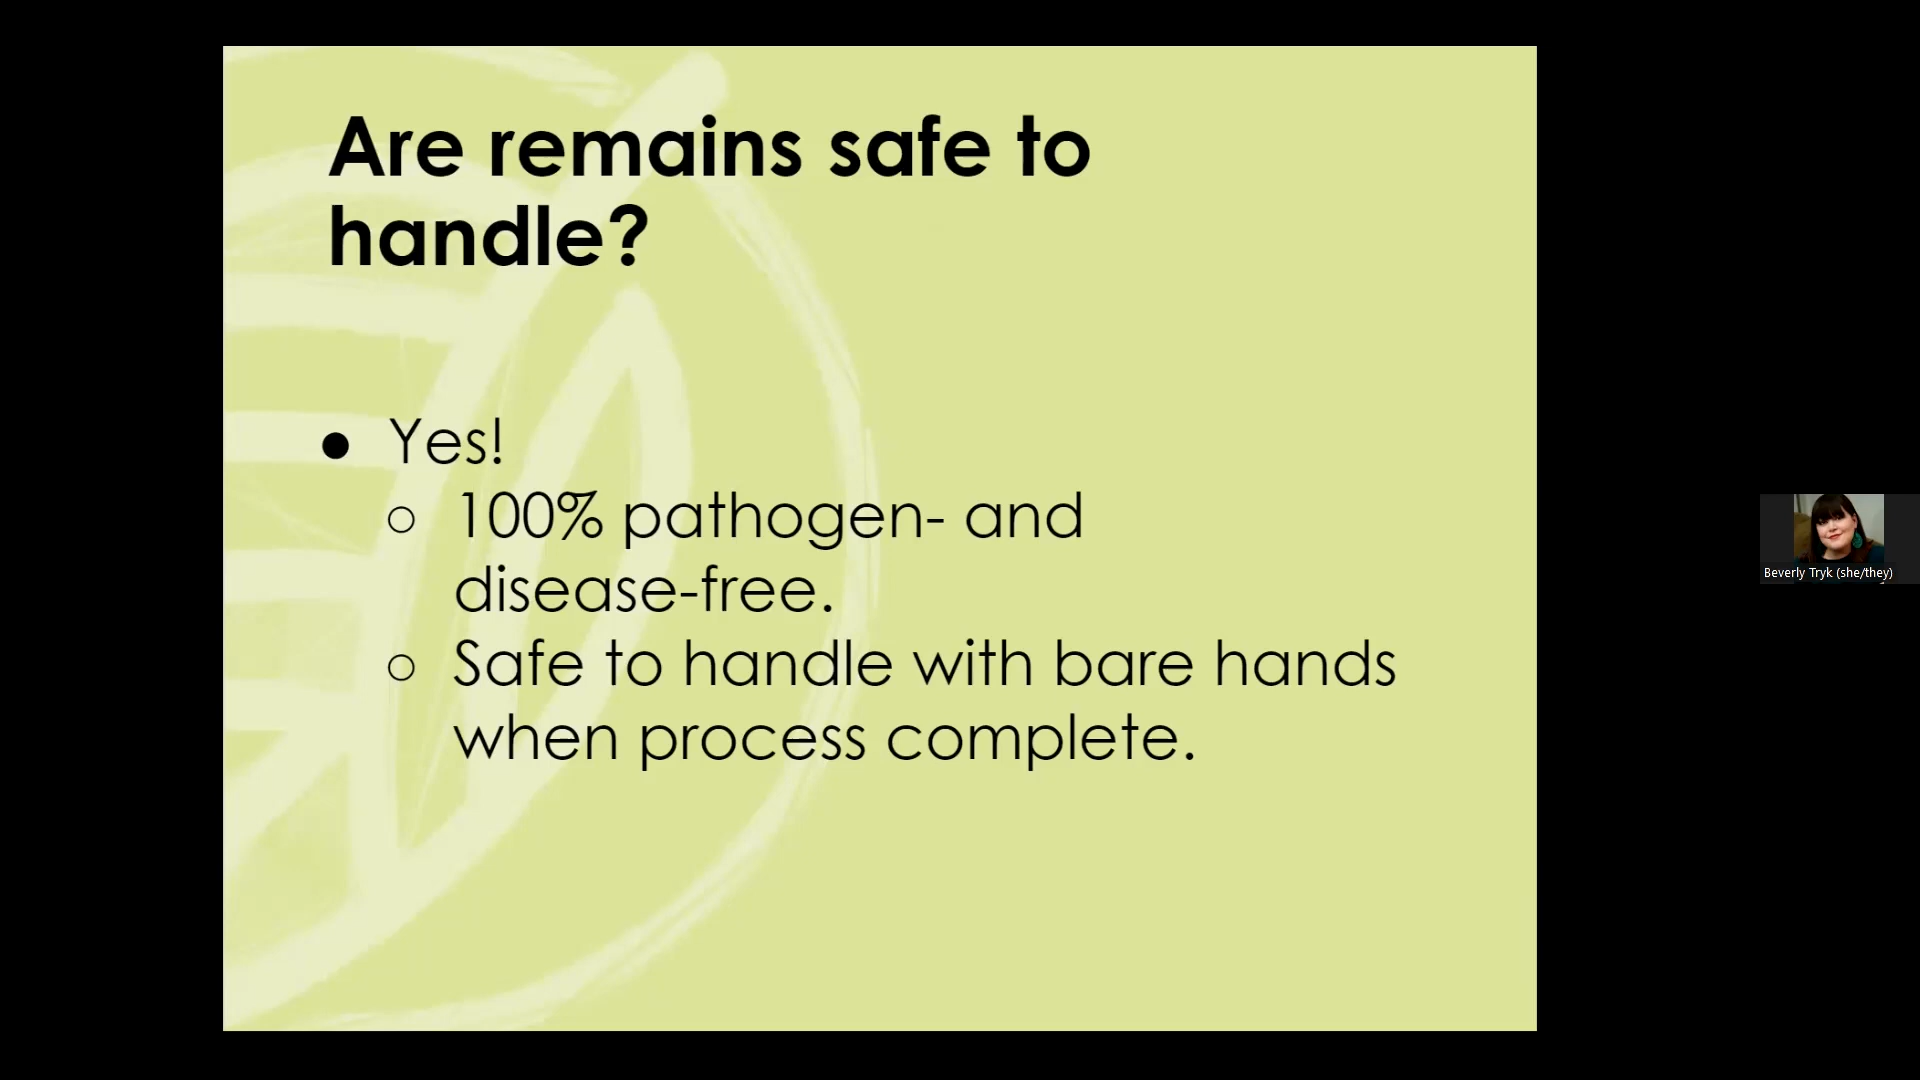 Are remains safe to
handle?
● Yes!
○ 100% pathogen- and
disease-free.
○ Safe to handle with bare hands
when process complete.
Beverly Tryk (she/they)